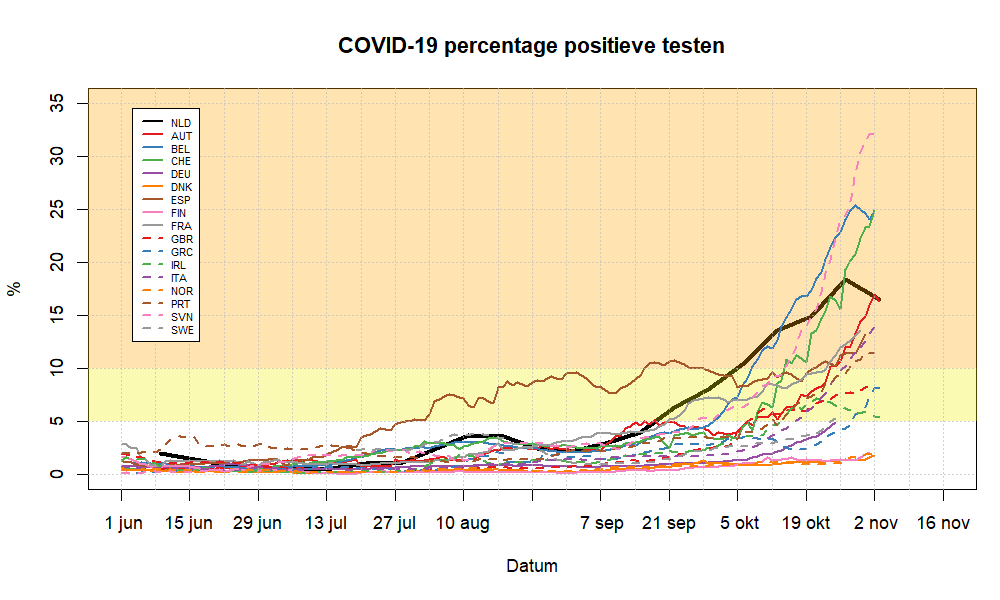 COVID-19 percentage positieve testen
%
35
30
25
20
15
10
5
0
NLD
AUT
BEL
CHE
DEU
DNK
ESP
FIN
FRA
GBR
GRC
IRL
ITA
NOR
PRT
SVN
SWE
1 jun 15 jun 29 jun 13 jul 27 jul 10 aug 7 sep 21 sep 5 okt 19 okt 2 nov 16 nov
Datum